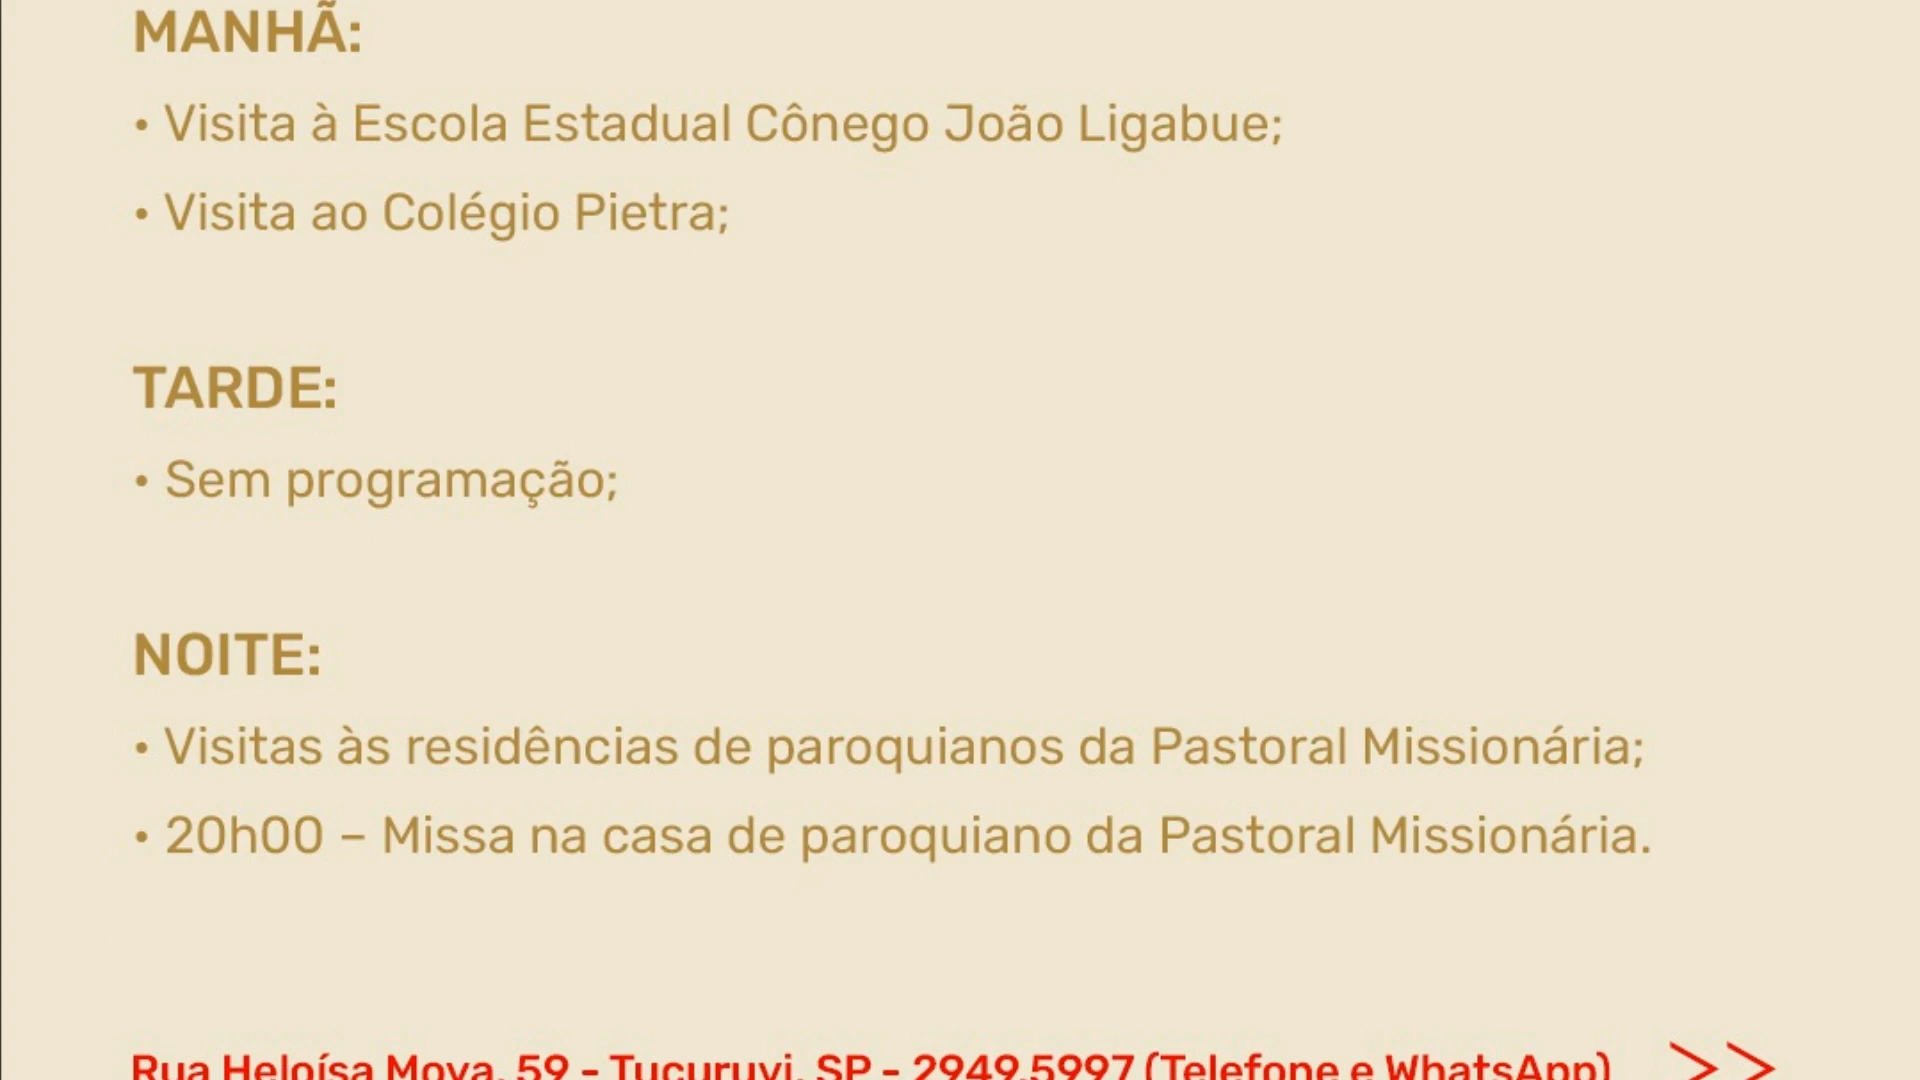 MANHÃ:
• Visita à Escola Estadual Cônego João Ligabue;
• Visita ao Colégio Pietra;
TARDE:
• Sem programação;
NOITE:
• Visitas às residências de paroquianos da Pastoral Missionária;
• 20h00 – Missa na casa de paroquiano da Pastoral Missionária.
Rua Heloísa Moya, 59 - Tucuruvi, SP - 2949.5997 (Telefone e WhatsApp) >>